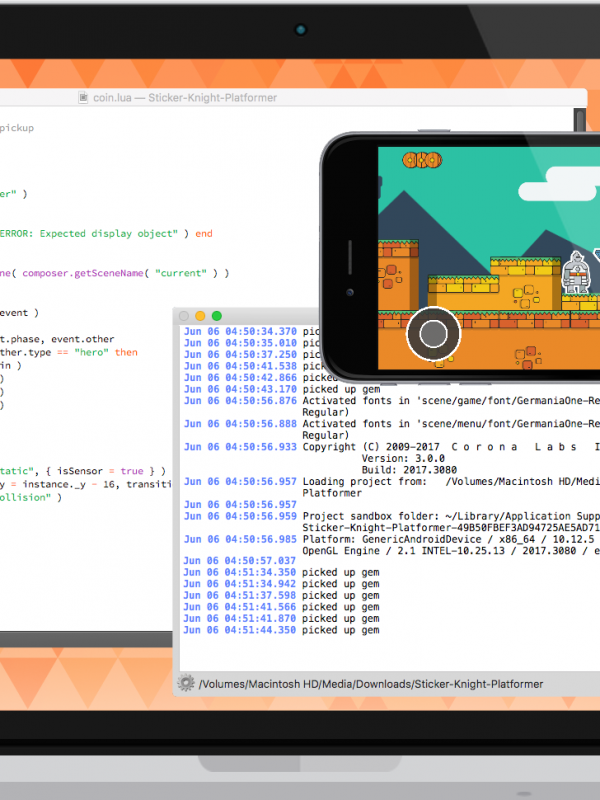 coin.lua — Sticker-Knight-Platformer
pickup
er" )
ERROR: Expected display object" ) end
ne( composer.getSceneName( "current" ) )
event )
t.phase, event.other
ther.type == "hero" then
in )
)
)
)
tatic", { isSensor = true } )
y = instance._y - 16, transiti
ollision" )
Jun 06 04:50:34.370 pick
Jun 06 04:50:35.010 pick
Jun 06 04:50:37.250 pick
Jun 06 04:50:41.538 pick
Jun 06 04:50:42.866 picked
Jun 06 04:50:43.170 picked up gem
Jun 06 04:50:56.876 Activated fonts in 'scene/game/font/GermaniaOne-Re
Regular)
Jun 06 04:50:56.888 Activated fonts in 'scene/menu/font/GermaniaOne-Re
Regular)
Jun 06 04:50:56.933 Copyright (C) 2009-2017 C o r o n a L a b s I
Version: 3.0.0
Build: 2017.3080
Jun 06 04:50:56.957 Loading project from: /Volumes/Macintosh HD/Medi
Platformer
Jun 06 04:50:56.957
Jun 06 04:50:56.959 Project sandbox folder: ~/Library/Application Supp
Sticker-Knight-Platformer-49B50FBEF3AD94725AE5AD71
Jun 06 04:50:56.985 Platform: GenericAndroidDevice / x86_64 / 10.12.5
OpenGL Engine / 2.1 INTEL-10.25.13 / 2017.3080 / e
Jun 06 04:50:57.037
Jun 06 04:51:34.350 picked up gem
Jun 06 04:51:34.942 picked up gem
Jun 06 04:51:37.598 picked up gem
Jun 06 04:51:41.566 picked up gem
Jun 06 04:51:41.870 picked up gem
Jun 06 04:51:44.350 picked up gem
/Volumes/Macintosh HD/Media/Downloads/Sticker-Knight-Platformer